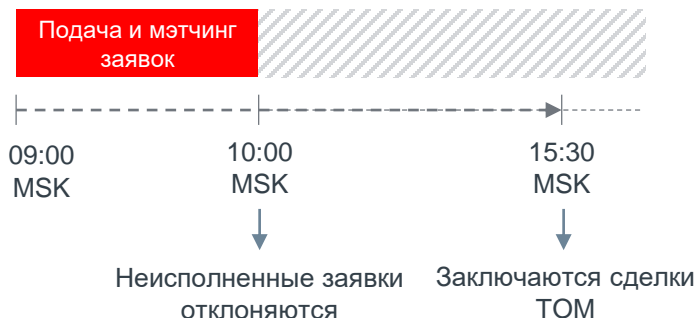 Подача и мэтчинг
заявок
09:00
MSK
10:00
MSK
15:30
MSK
Неисполненные заявки
отклоняются
Заключаются сделки
TOM